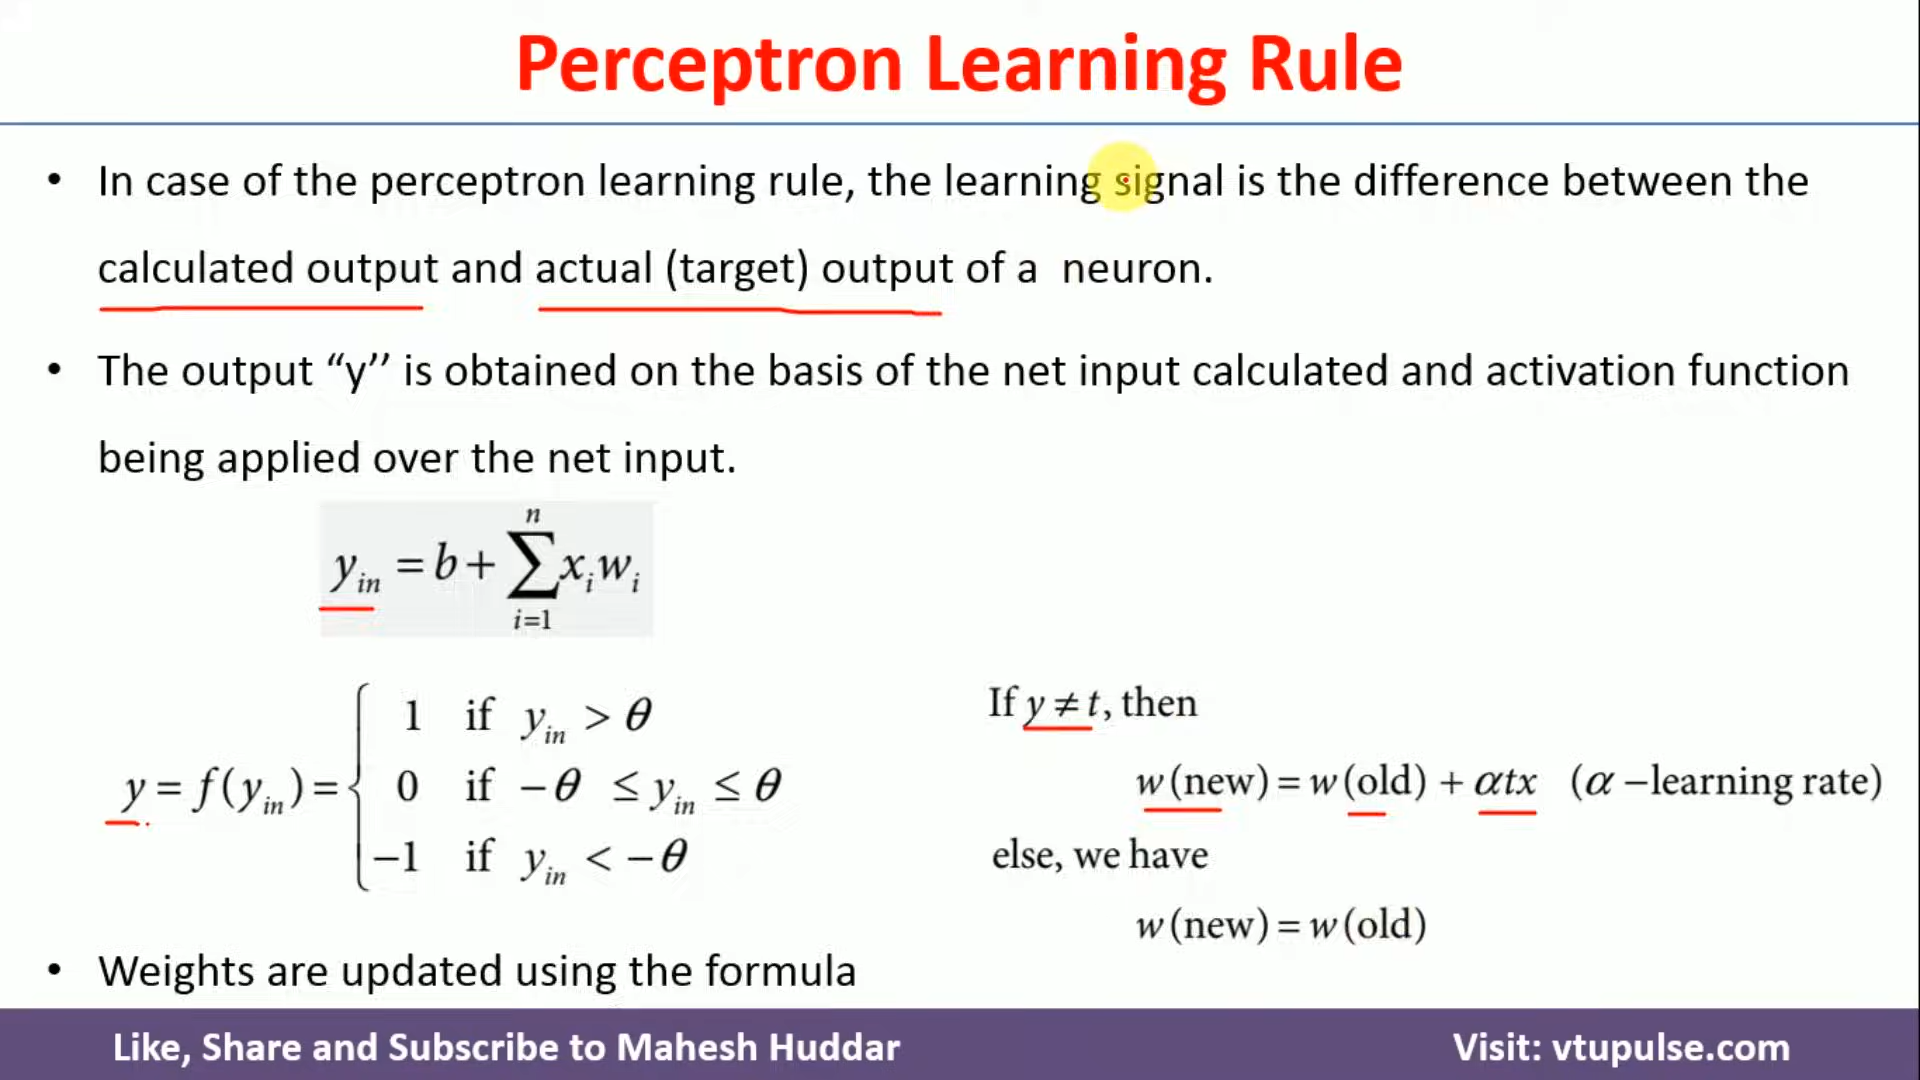 Perceptron Learning Rule
• In case of the perceptron learning rule, the learning signal is the difference between the
calculated output and actual (target) output of a neuron.
• The output “y’’ is obtained on the basis of the net input calculated and activation function
being applied over the net input.
y_in = b + ∑_{i=1}^{n} x_i w_i
y = f(y_in) = { 1 if y_in > θ
0 if −θ ≤ y_in ≤ θ
−1 if y_in < −θ
If y ≠ t, then
w(new) = w(old) + αtx (α −learning rate)
else, we have
w(new) = w(old)
• Weights are updated using the formula
Like, Share and Subscribe to Mahesh Huddar
Visit: vtupulse.com